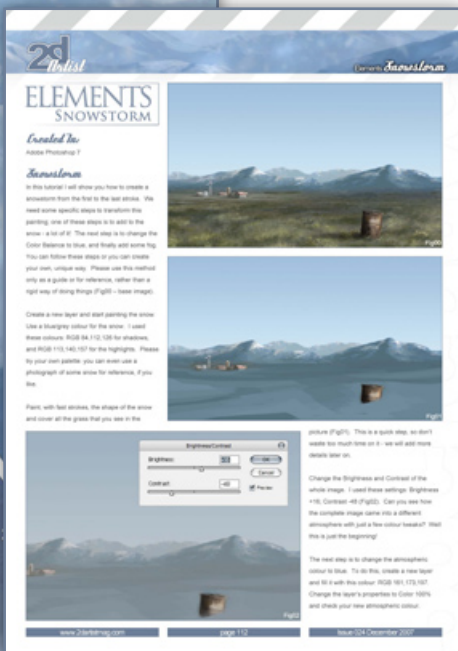 2d
Artist
Elements Snowstorm
ELEMENTS
SNOWSTORM
Created In:
Adobe Photoshop 7
Snowstorm
In this tutorial I will show you how to create a
snowstorm from the first to the last stroke. We
need some specific steps to transform this
painting; one of these steps is to add to the
snow - a lot of it! The next step is to change the
Color Balance to blue, and finally add some fog.
You can follow these steps or you can create
your own, unique way. Please use this method
only as a guide or for reference, rather than a
rigid way of doing things (Fig00 – base image).
Create a new layer and start painting the snow.
Use a blue/grey colour for the snow. I used
these colours: RGB 84,112,128 for shadows,
and RGB 113,140,157 for the highlights. Please
try your own palette; you can even use a
photograph of some snow for reference, if you
like.
Paint, with fast strokes, the shape of the snow
and cover all the grass that you see in the
Fig00
Fig01
picture (Fig01). This is a quick step, so don't
waste too much time on it - we will add more
details later on.
Change the Brightness and Contrast of the
whole image. I used these settings: Brightness
+16; Contrast -48 (Fig02). Can you see how
the complete image came into a different
atmosphere with just a few colour tweaks? Well
this is just the beginning!
The next step is to change the atmospheric
colour to blue. To do this, create a new layer
and fill it with this colour: RGB 161,173,197.
Change the layer's properties to Color 100%
and check your new atmospheric colour.
Brightness/Contrast
Brightness:
OK
Cancel
Contrast: -48
Preview
Fig02
www.2dartistmag.com
page 112
Issue 024 December 2007